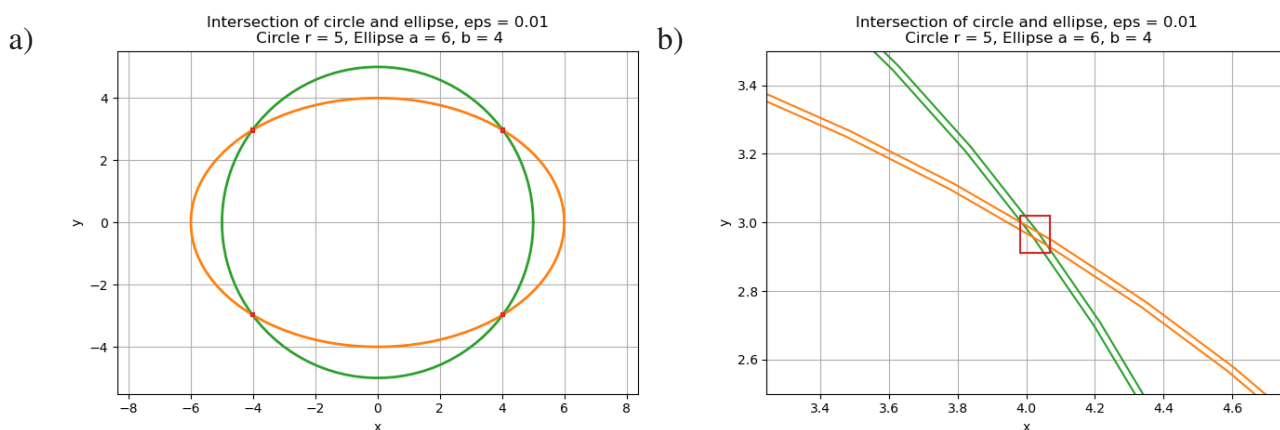 a)
Intersection of circle and ellipse, eps = 0.01
Circle r = 5, Ellipse a = 6, b = 4
y
4
2
0
−2
−4
−8 −6 −4 −2 0 2 4 6 8
x
b)
Intersection of circle and ellipse, eps = 0.01
Circle r = 5, Ellipse a = 6, b = 4
y
3.4
3.2
3.0
2.8
2.6
3.4 3.6 3.8 4.0 4.2 4.4 4.6
x